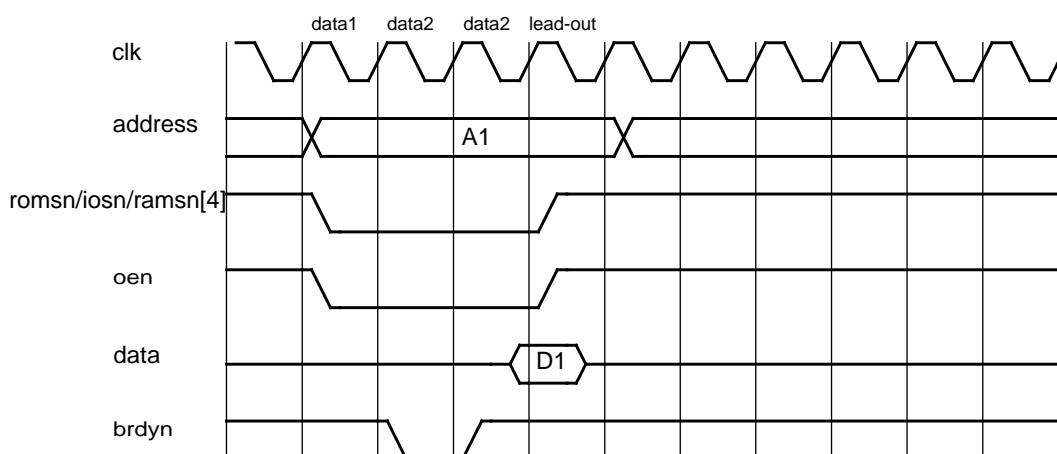 data1 data2 data2 lead-out
clk
address
A1
romsn/iosn/ramsn[4]
oen
data
D1
brdyn